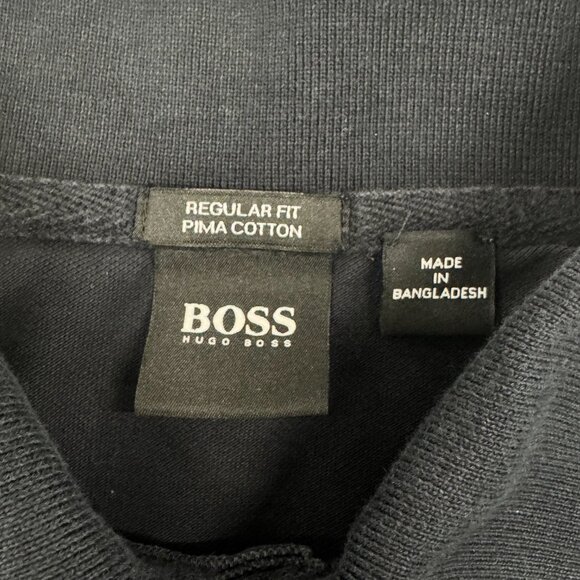 REGULAR FIT
PIMA COTTON
BOSS
HUGO BOSS
MADE
IN
BANGLADESH